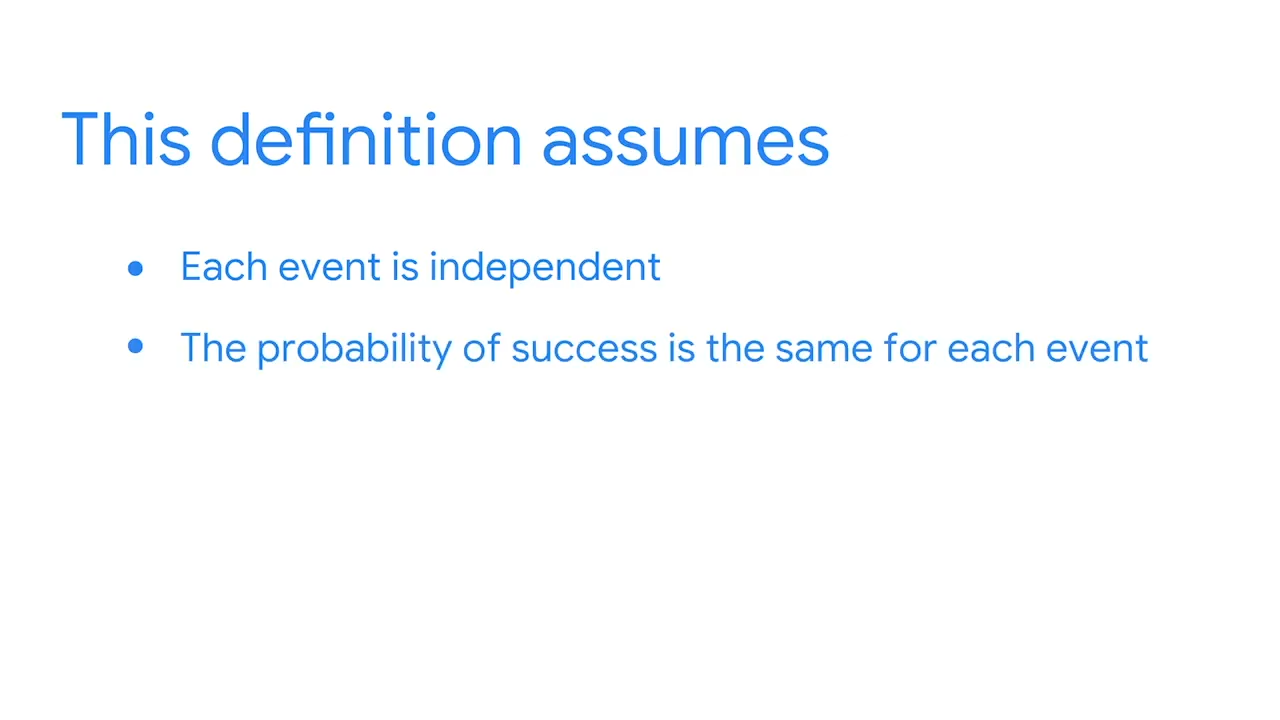 This definition assumes
• Each event is independent
• The probability of success is the same for each event